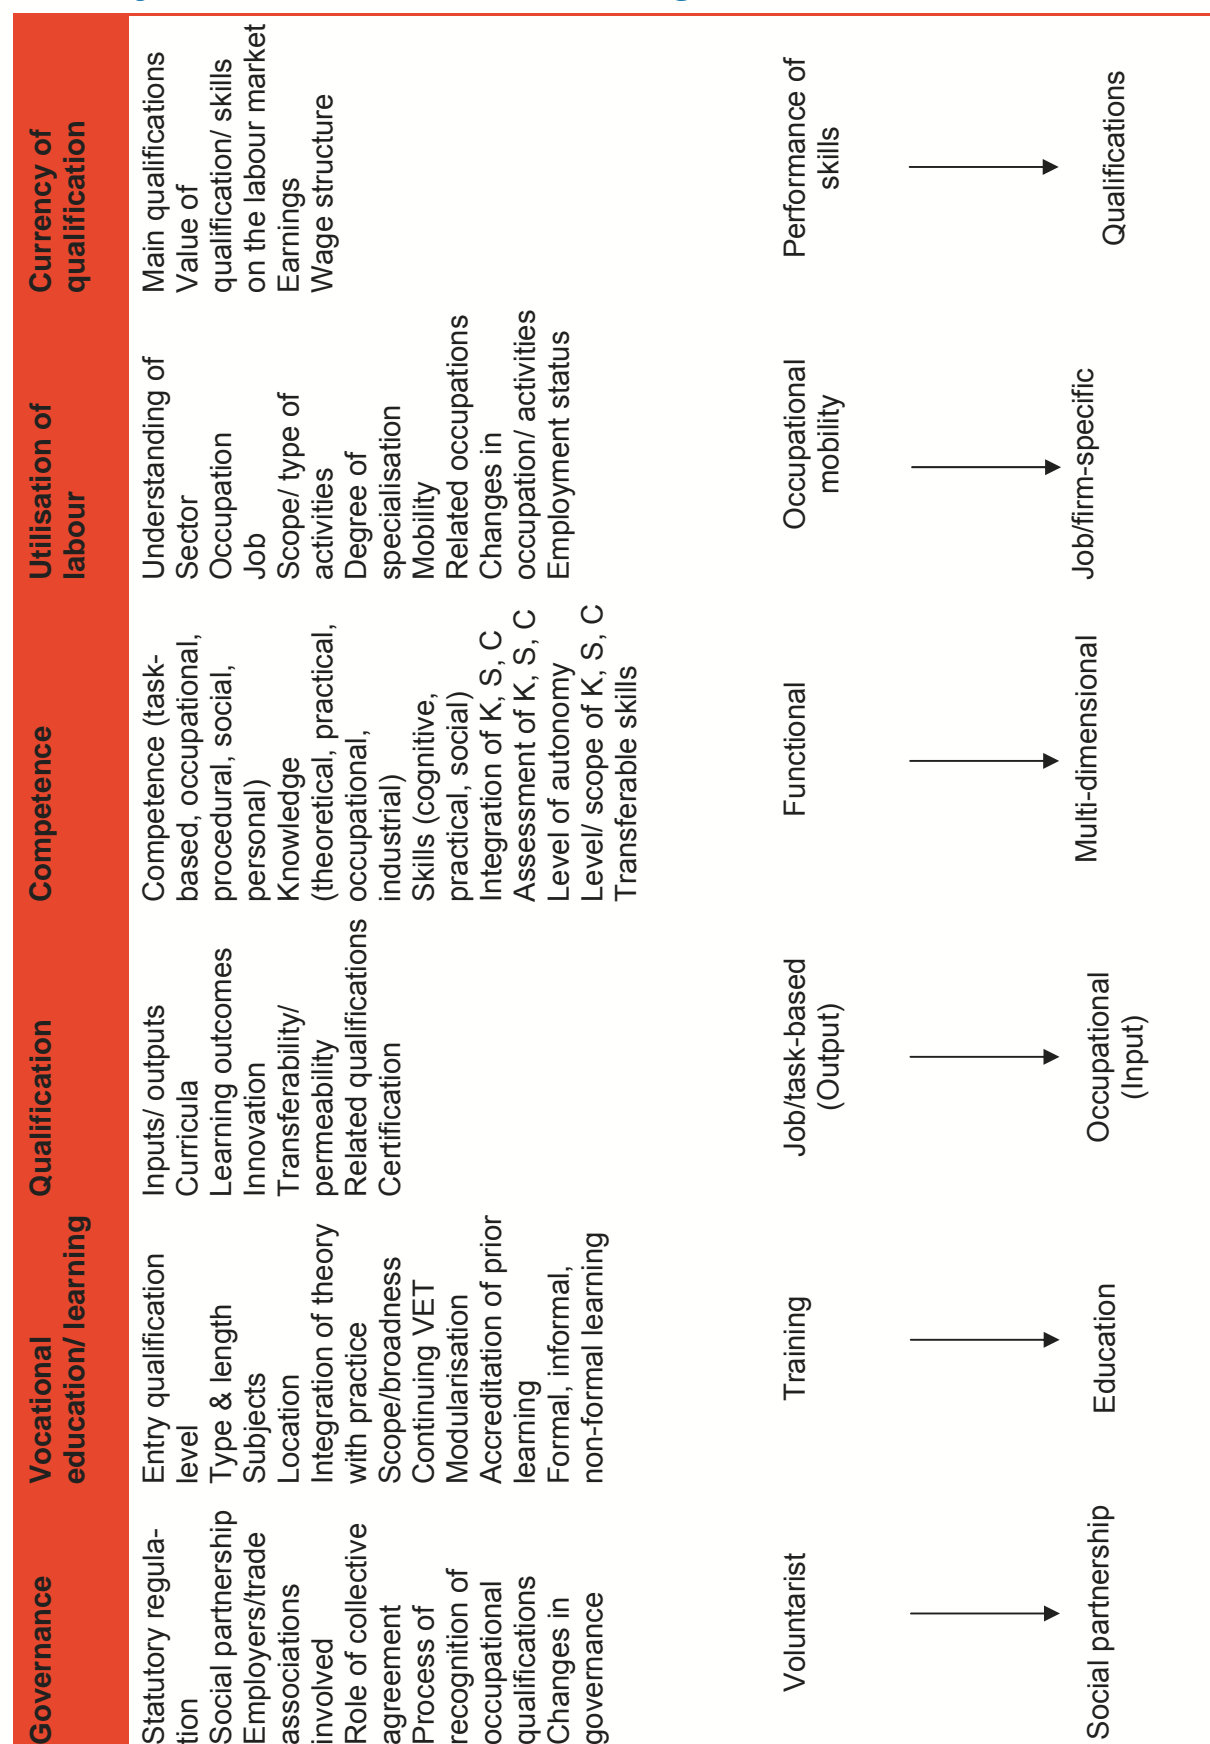 Governance
Statutory regula-
tion
Social partnership
Employers/trade
associations
involved
Role of collective
agreement
Process of
recognition of
occupational
qualifications
Changes in
governance
Voluntarist
Social partnership
Vocational
education/ learning
Entry qualification
level
Type & length
Subjects
Location
Integration of theory
with practice
Scope/broadness
Continuing VET
Modularisation
Accreditation of prior
learning
Formal, informal,
non-formal learning
Training
Education
Qualification
Inputs/ outputs
Curricula
Learning outcomes
Innovation
Transferability/
permeability
Related qualifications
Certification
Job/task-based
(Output)
Occupational
(Input)
Competence
Competence (task-
based, occupational,
procedural, social,
personal)
Knowledge
(theoretical, practical,
occupational,
industrial)
Skills (cognitive,
practical, social)
Integration of K, S, C
Assessment of K, S, C
Level of autonomy
Level/ scope of K, S, C
Transferable skills
Functional
Multi-dimensional
Utilisation of
labour
Understanding of
Sector
Occupation
Job
Scope/ type of
activities
Degree of
specialisation
Mobility
Related occupations
Changes in
occupation/ activities
Employment status
Occupational
mobility
Job/firm-specific
Currency of
qualification
Main qualifications
Value of
qualification/ skills
on the labour market
Earnings
Wage structure
Performance of
skills
Qualifications